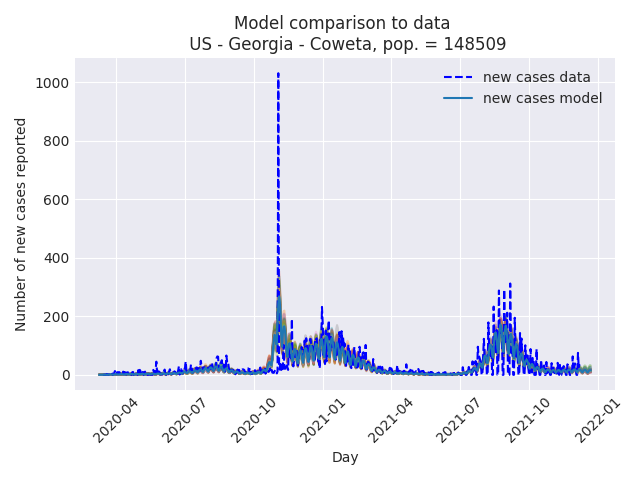 Model comparison to data
US - Georgia - Coweta, pop. = 148509
new cases data
new cases model
Number of new cases reported
1000
800
600
400
200
0
2020-04
2020-07
2020-10
2021-01
2021-04
2021-07
2021-10
2022-01
Day